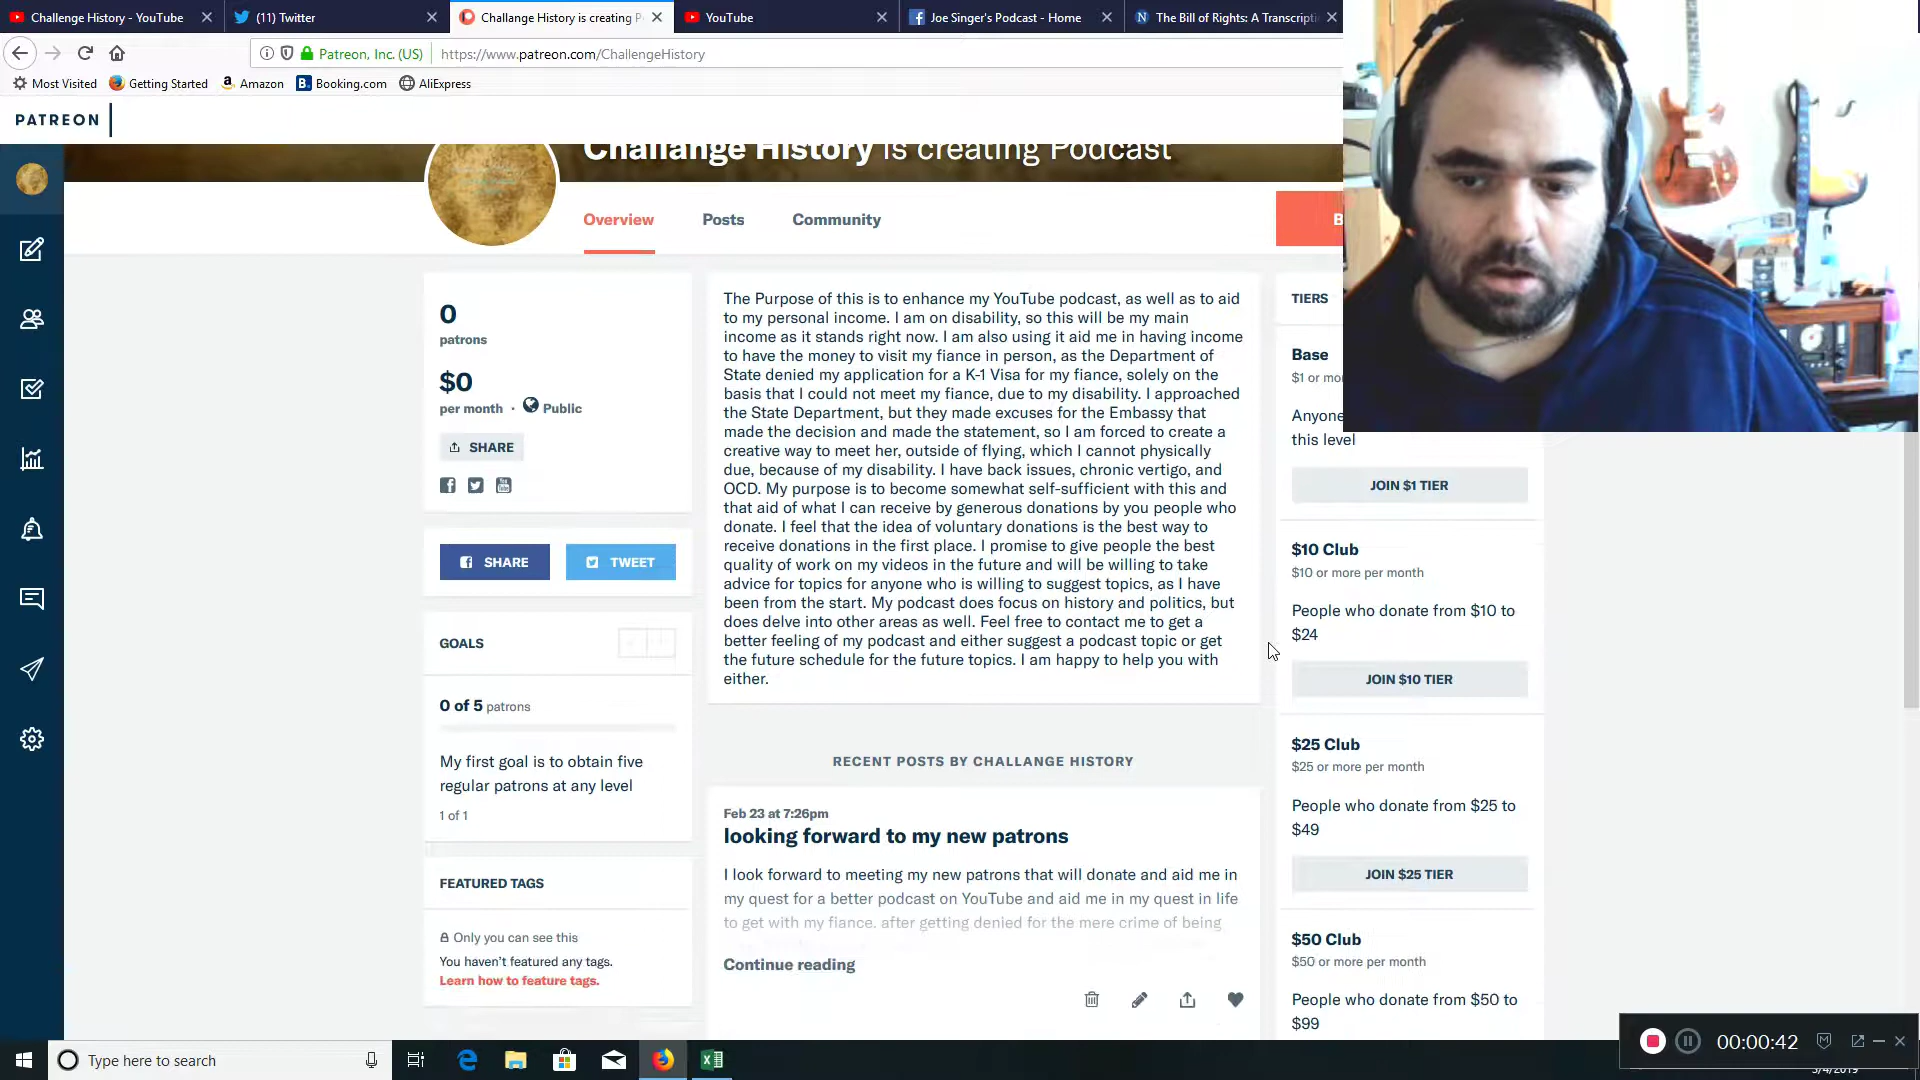 Challange History - YouTube
(11) Twitter
Challange History is creating P
YouTube
Joe Singer's Podcast - Home
The Bill of Rights: A Transcripti
Patreon, Inc. (US)
https://www.patreon.com/ChallengeHistory
Most Visited
Getting Started
Amazon
Booking.com
AliExpress
PATREON
Challange History is creating Podcast
Overview
Posts
Community
B
0
patrons
$0
per month · Public
SHARE
SHARE
TWEET
GOALS
0 of 5 patrons
My first goal is to obtain five
regular patrons at any level
1 of 1
FEATURED TAGS
Only you can see this
You haven't featured any tags.
Learn how to feature tags.
The Purpose of this is to enhance my YouTube podcast, as well as to aid
to my personal income. I am on disability, so this will be my main
income as it stands right now. I am also using it aid me in having income
to have the money to visit my fiance in person, as the Department of
State denied my application for a K-1 Visa for my fiance, solely on the
basis that I could not meet my fiance, due to my disability. I approached
the State Department, but they made excuses for the Embassy that
made the decision and made the statement, so I am forced to create a
creative way to meet her, outside of flying, which I cannot physically
due, because of my disability. I have back issues, chronic vertigo, and
OCD. My purpose is to become somewhat self-sufficient with this and
that aid of what I can receive by generous donations by you people who
donate. I feel that the idea of voluntary donations is the best way to
receive donations in the first place. I promise to give people the best
quality of work on my videos in the future and will be willing to take
advice for topics for anyone who is willing to suggest topics, as I have
been from the start. My podcast does focus on history and politics, but
does delve into other areas as well. Feel free to contact me to get a
better feeling of my podcast and either suggest a podcast topic or get
the future schedule for the future topics. I am happy to help you with
either.
RECENT POSTS BY CHALLANGE HISTORY
Feb 23 at 7:26pm
looking forward to my new patrons
I look forward to meeting my new patrons that will donate and aid me in
my quest for a better podcast on YouTube and aid me in my quest in life
to get with my fiance. after getting denied for the mere crime of being
Continue reading
TIERS
Base
$1 or mo
Anyone
this level
JOIN $1 TIER
$10 Club
$10 or more per month
People who donate from $10 to
$24
JOIN $10 TIER
$25 Club
$25 or more per month
People who donate from $25 to
$49
JOIN $25 TIER
$50 Club
$50 or more per month
People who donate from $50 to
$99
00:00:42
Type here to search
3/4/2019